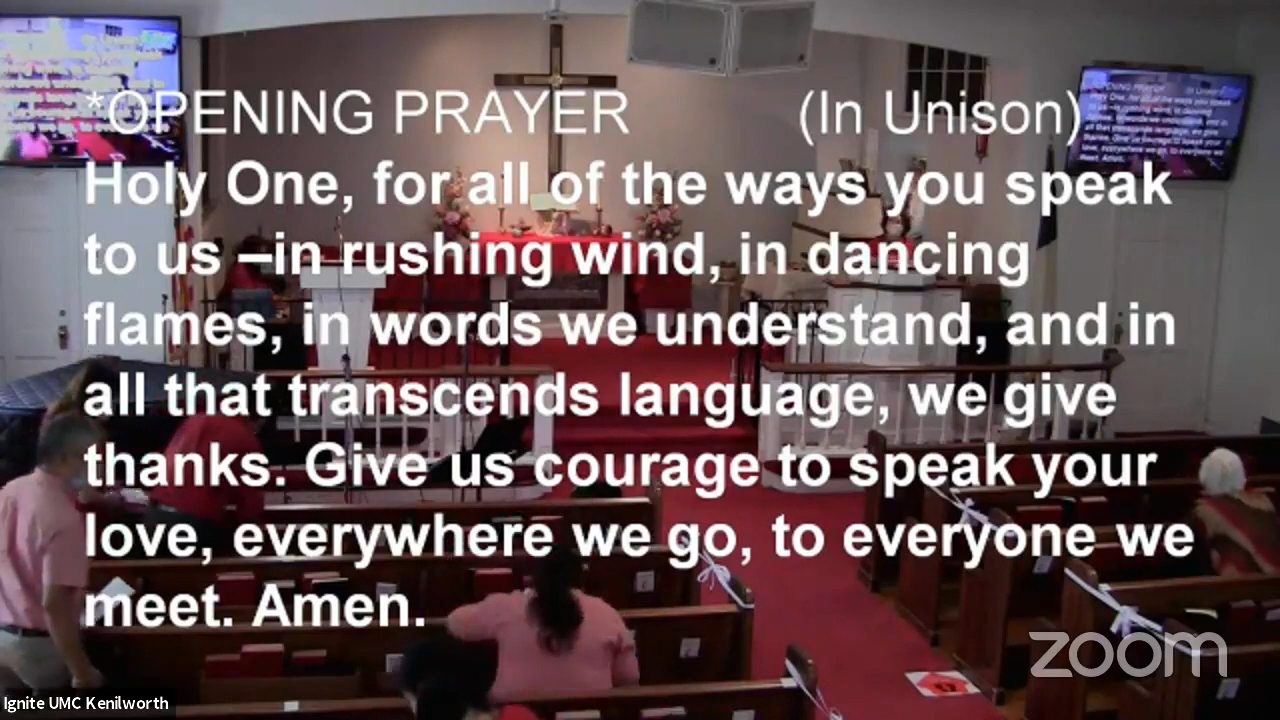 *OPENING PRAYER (In Unison)
Holy One, for all of the ways you speak
to us –in rushing wind, in dancing
flames, in words we understand, and in
all that transcends language, we give
thanks. Give us courage to speak your
love, everywhere we go, to everyone we
meet. Amen.
zoom
Ignite UMC Kenilworth